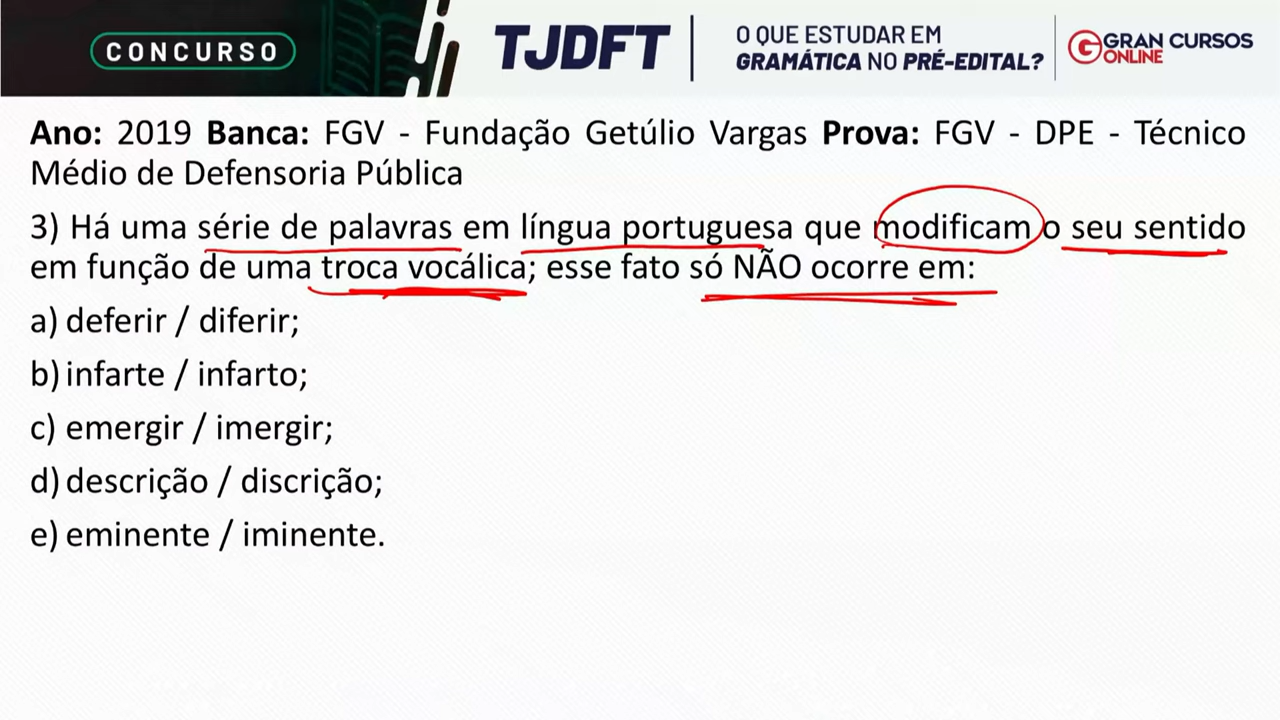 CONCURSO
TJDFT
O QUE ESTUDAR EM
GRAMÁTICA NO PRÉ-EDITAL?
GRAN CURSOS
ONLINE
Ano: 2019 Banca: FGV - Fundação Getúlio Vargas Prova: FGV - DPE - Técnico
Médio de Defensoria Pública
3) Há uma série de palavras em língua portuguesa que modificam o seu sentido
em função de uma troca vocálica; esse fato só NÃO ocorre em:
a) deferir / diferir;
b) infarte / infarto;
c) emergir / imergir;
d) descrição / discrição;
e) eminente / iminente.